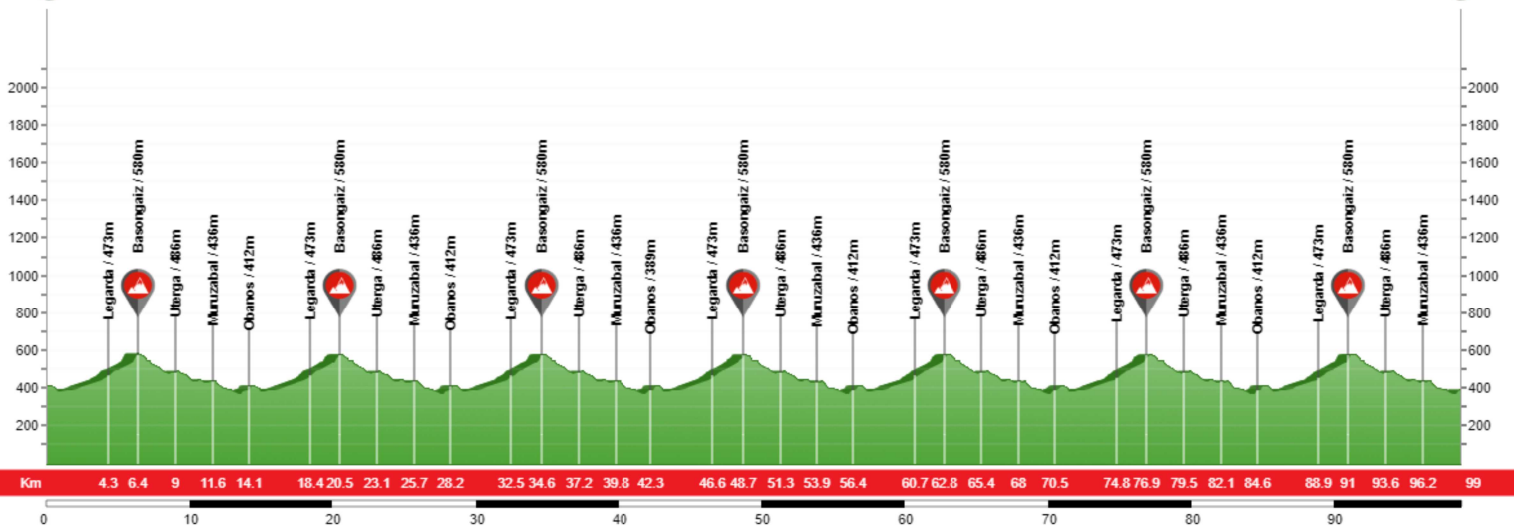 2000
1800
1600
1400
1200
1000
800
600
400
200
2000
1800
1600
1400
1200
1000
800
600
400
200
Legarda / 473m
Basongaiz / 580m
Uterga / 486m
Muruzabal / 436m
Obanos / 412m
Legarda / 473m
Basongaiz / 580m
Uterga / 486m
Muruzabal / 436m
Obanos / 412m
Legarda / 473m
Basongaiz / 580m
Uterga / 486m
Muruzabal / 436m
Obanos / 389m
Legarda / 473m
Basongaiz / 580m
Uterga / 486m
Muruzabal / 436m
Obanos / 412m
Legarda / 473m
Basongaiz / 580m
Uterga / 486m
Muruzabal / 436m
Obanos / 412m
Legarda / 473m
Basongaiz / 580m
Uterga / 486m
Muruzabal / 436m
Obanos / 412m
Legarda / 473m
Basongaiz / 580m
Uterga / 486m
Muruzabal / 436m
Km 4.3 6.4 9 11.6 14.1 18.4 20.5 23.1 25.7 28.2 32.5 34.6 37.2 39.8 42.3 46.6 48.7 51.3 53.9 56.4 60.7 62.8 65.4 68 70.5 74.8 76.9 79.5 82.1 84.6 88.9 91 93.6 96.2 99
0 10 20 30 40 50 60 70 80 90